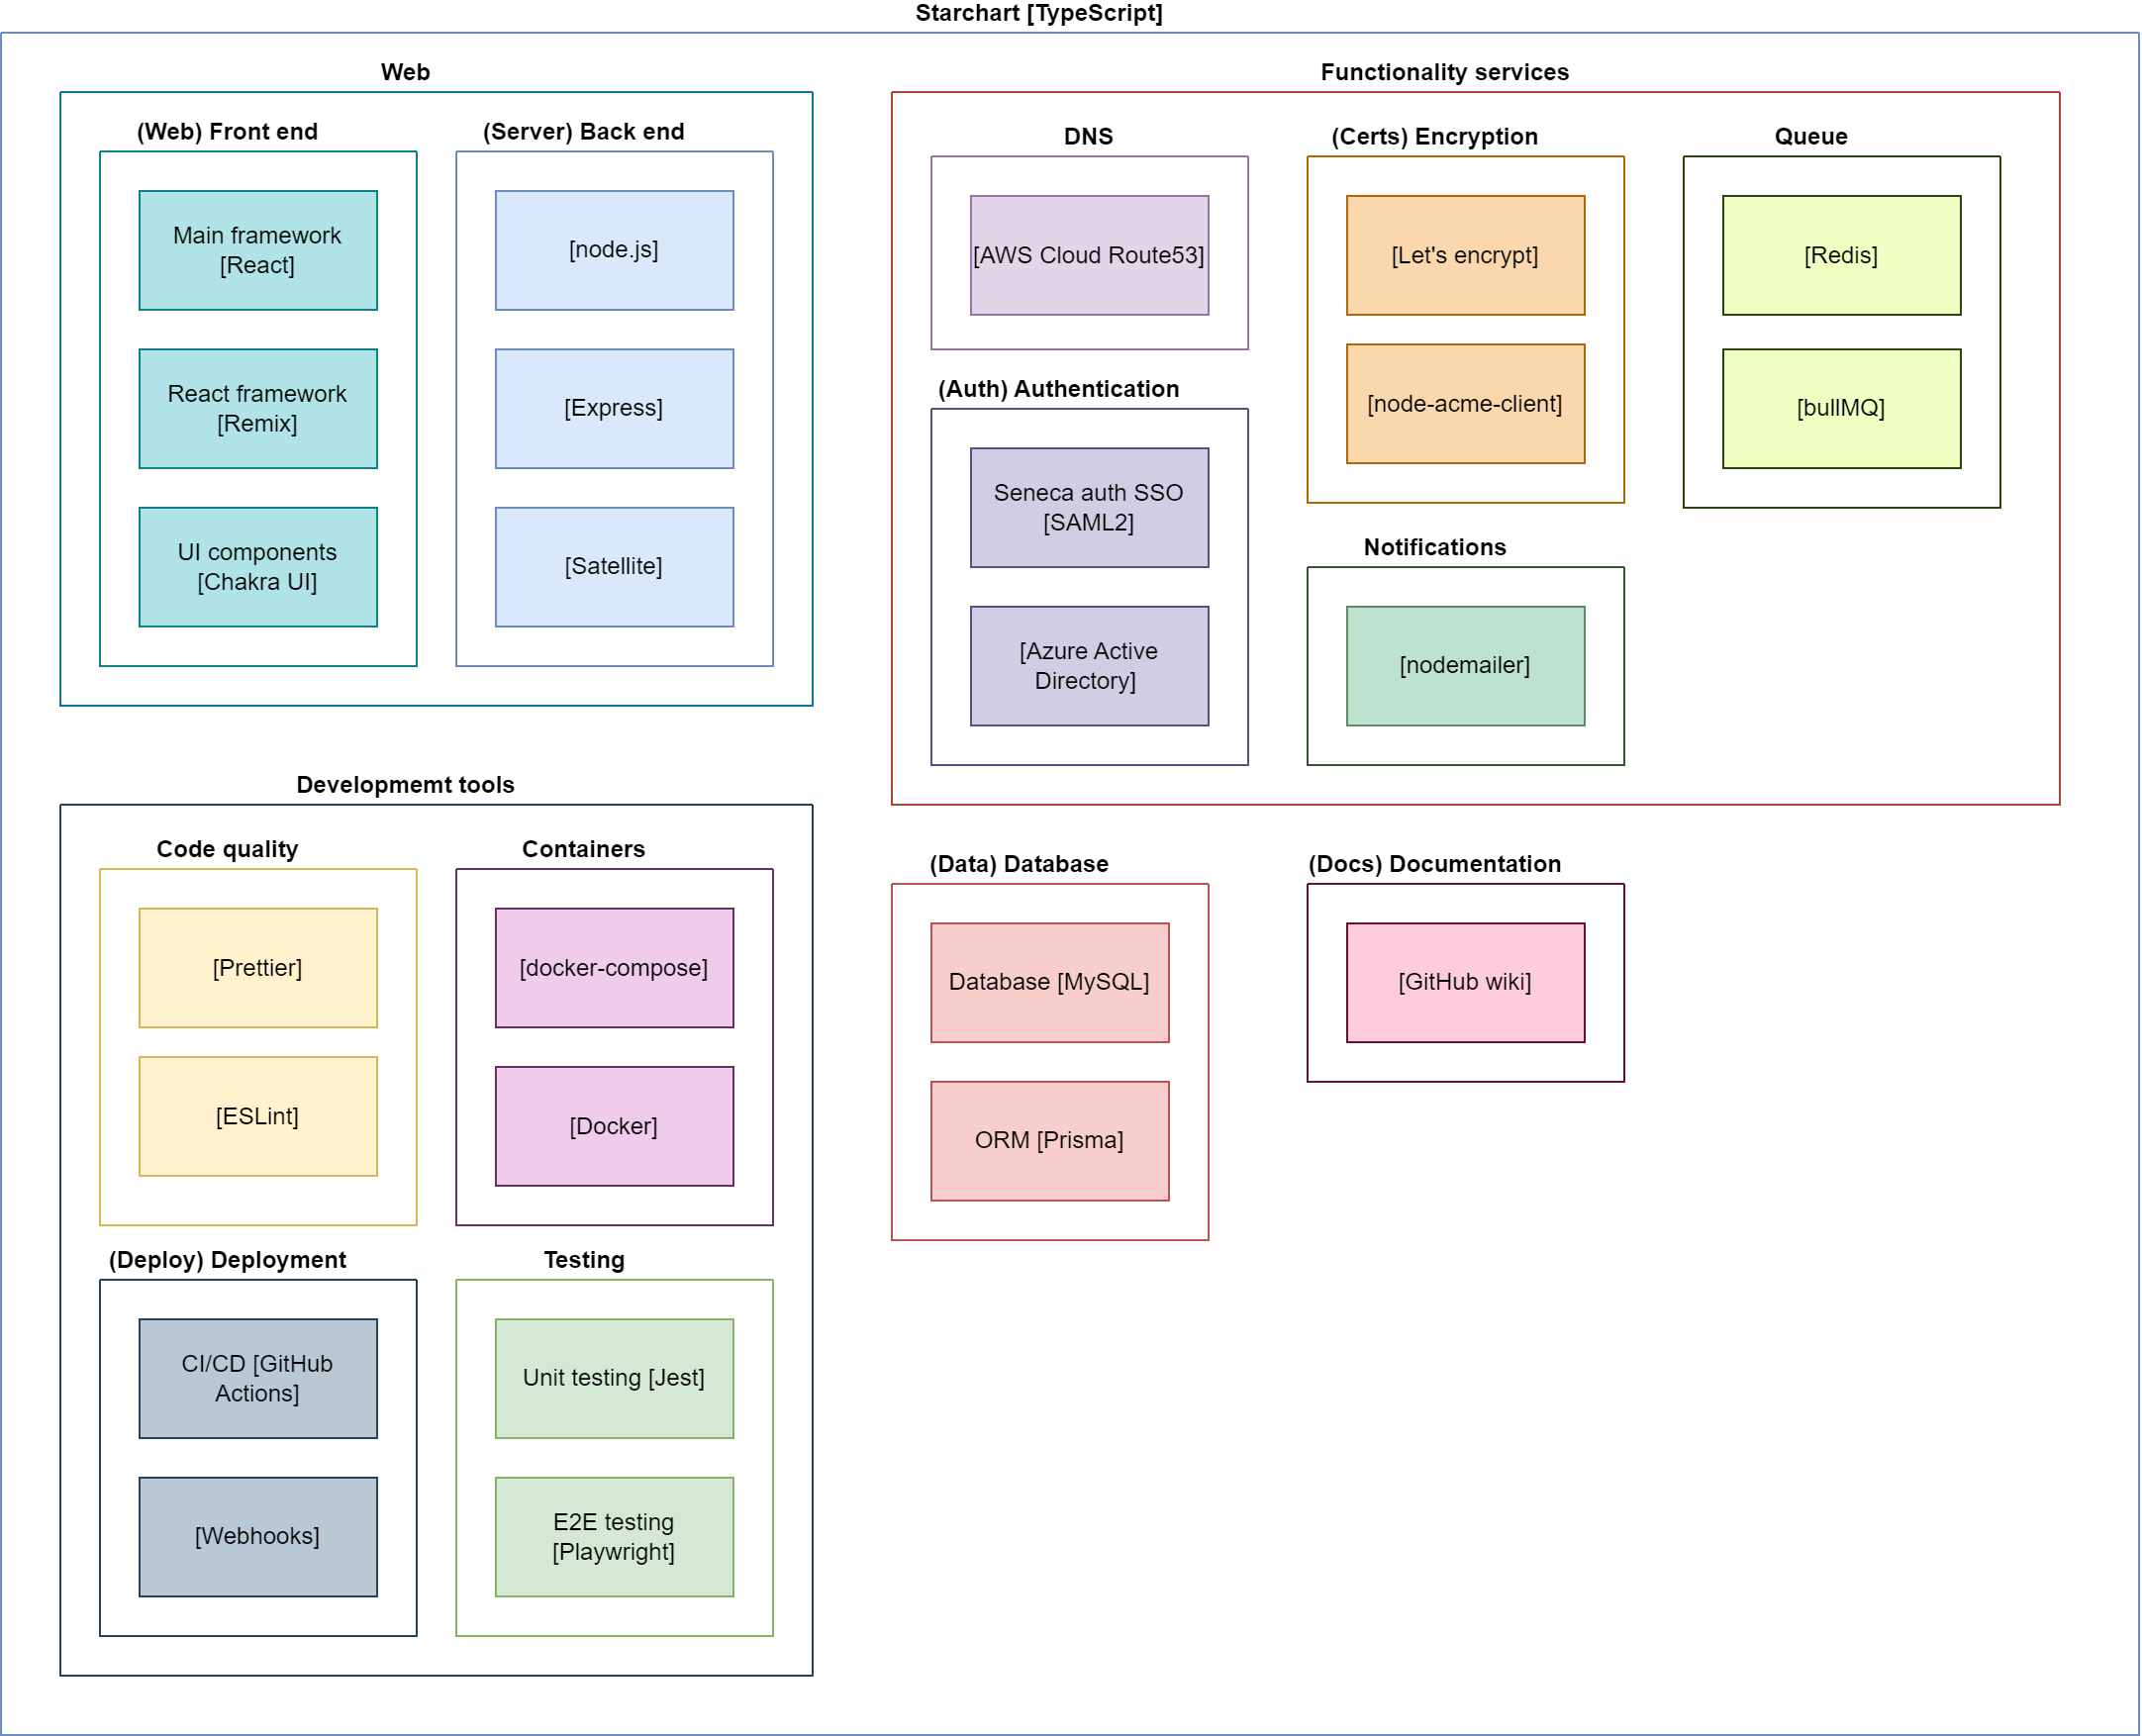 Starchart [TypeScript]
Web
(Web) Front end
Main framework
[React]
React framework
[Remix]
UI components
[Chakra UI]
(Server) Back end
[node.js]
[Express]
[Satellite]
Functionality services
DNS
[AWS Cloud Route53]
(Auth) Authentication
Seneca auth SSO
[SAML2]
[Azure Active
Directory]
(Certs) Encryption
[Let's encrypt]
[node-acme-client]
Notifications
[nodemailer]
Queue
[Redis]
[bullMQ]
Developmemt tools
Code quality
[Prettier]
[ESLint]
Containers
[docker-compose]
[Docker]
(Deploy) Deployment
CI/CD [GitHub
Actions]
[Webhooks]
Testing
Unit testing [Jest]
E2E testing
[Playwright]
(Data) Database
Database [MySQL]
ORM [Prisma]
(Docs) Documentation
[GitHub wiki]